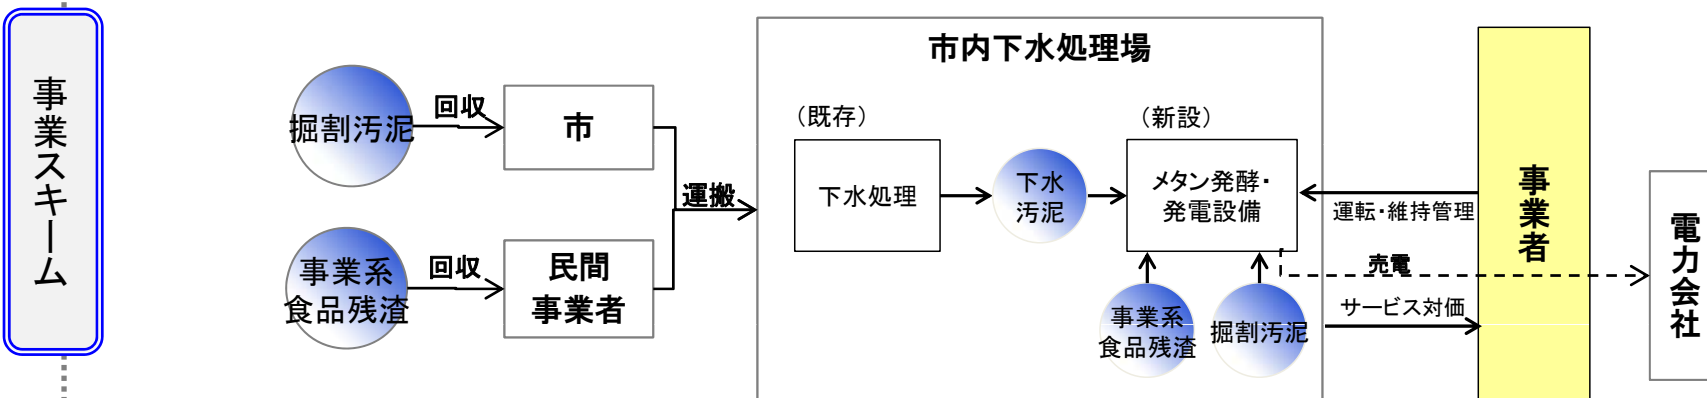 事業スキーム
掘割汚泥
回収
市
事業系
食品残渣
回収
民間
事業者
運搬
市内下水処理場
（既存）
下水処理
下水
汚泥
（新設）
メタン発酵・
発電設備
事業系
食品残渣
掘割汚泥
運転・維持管理
売電
サービス対価
事業者
電力会社